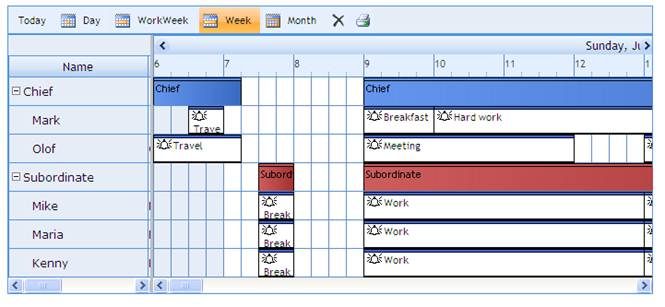 Today Day WorkWeek Week Month
Sunday, Ju
Name 6 7 8 9 10 11 12 1
Chief Chief Chief
Mark Trave Breakfast Hard work
Olof Travel Meeting
Subordinate Subord Subordinate
Mike Break Work
Maria Break Work
Kenny Break Work